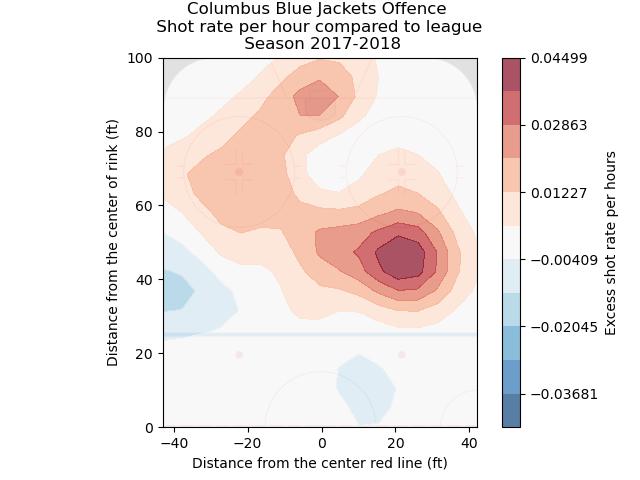 Columbus Blue Jackets Offence
Shot rate per hour compared to league
Season 2017-2018
100
80
60
40
20
0
−40
−20
0
20
40
Distance from the center of rink (ft)
Distance from the center red line (ft)
0.04499
0.02863
0.01227
−0.00409
−0.02045
−0.03681
Excess shot rate per hours